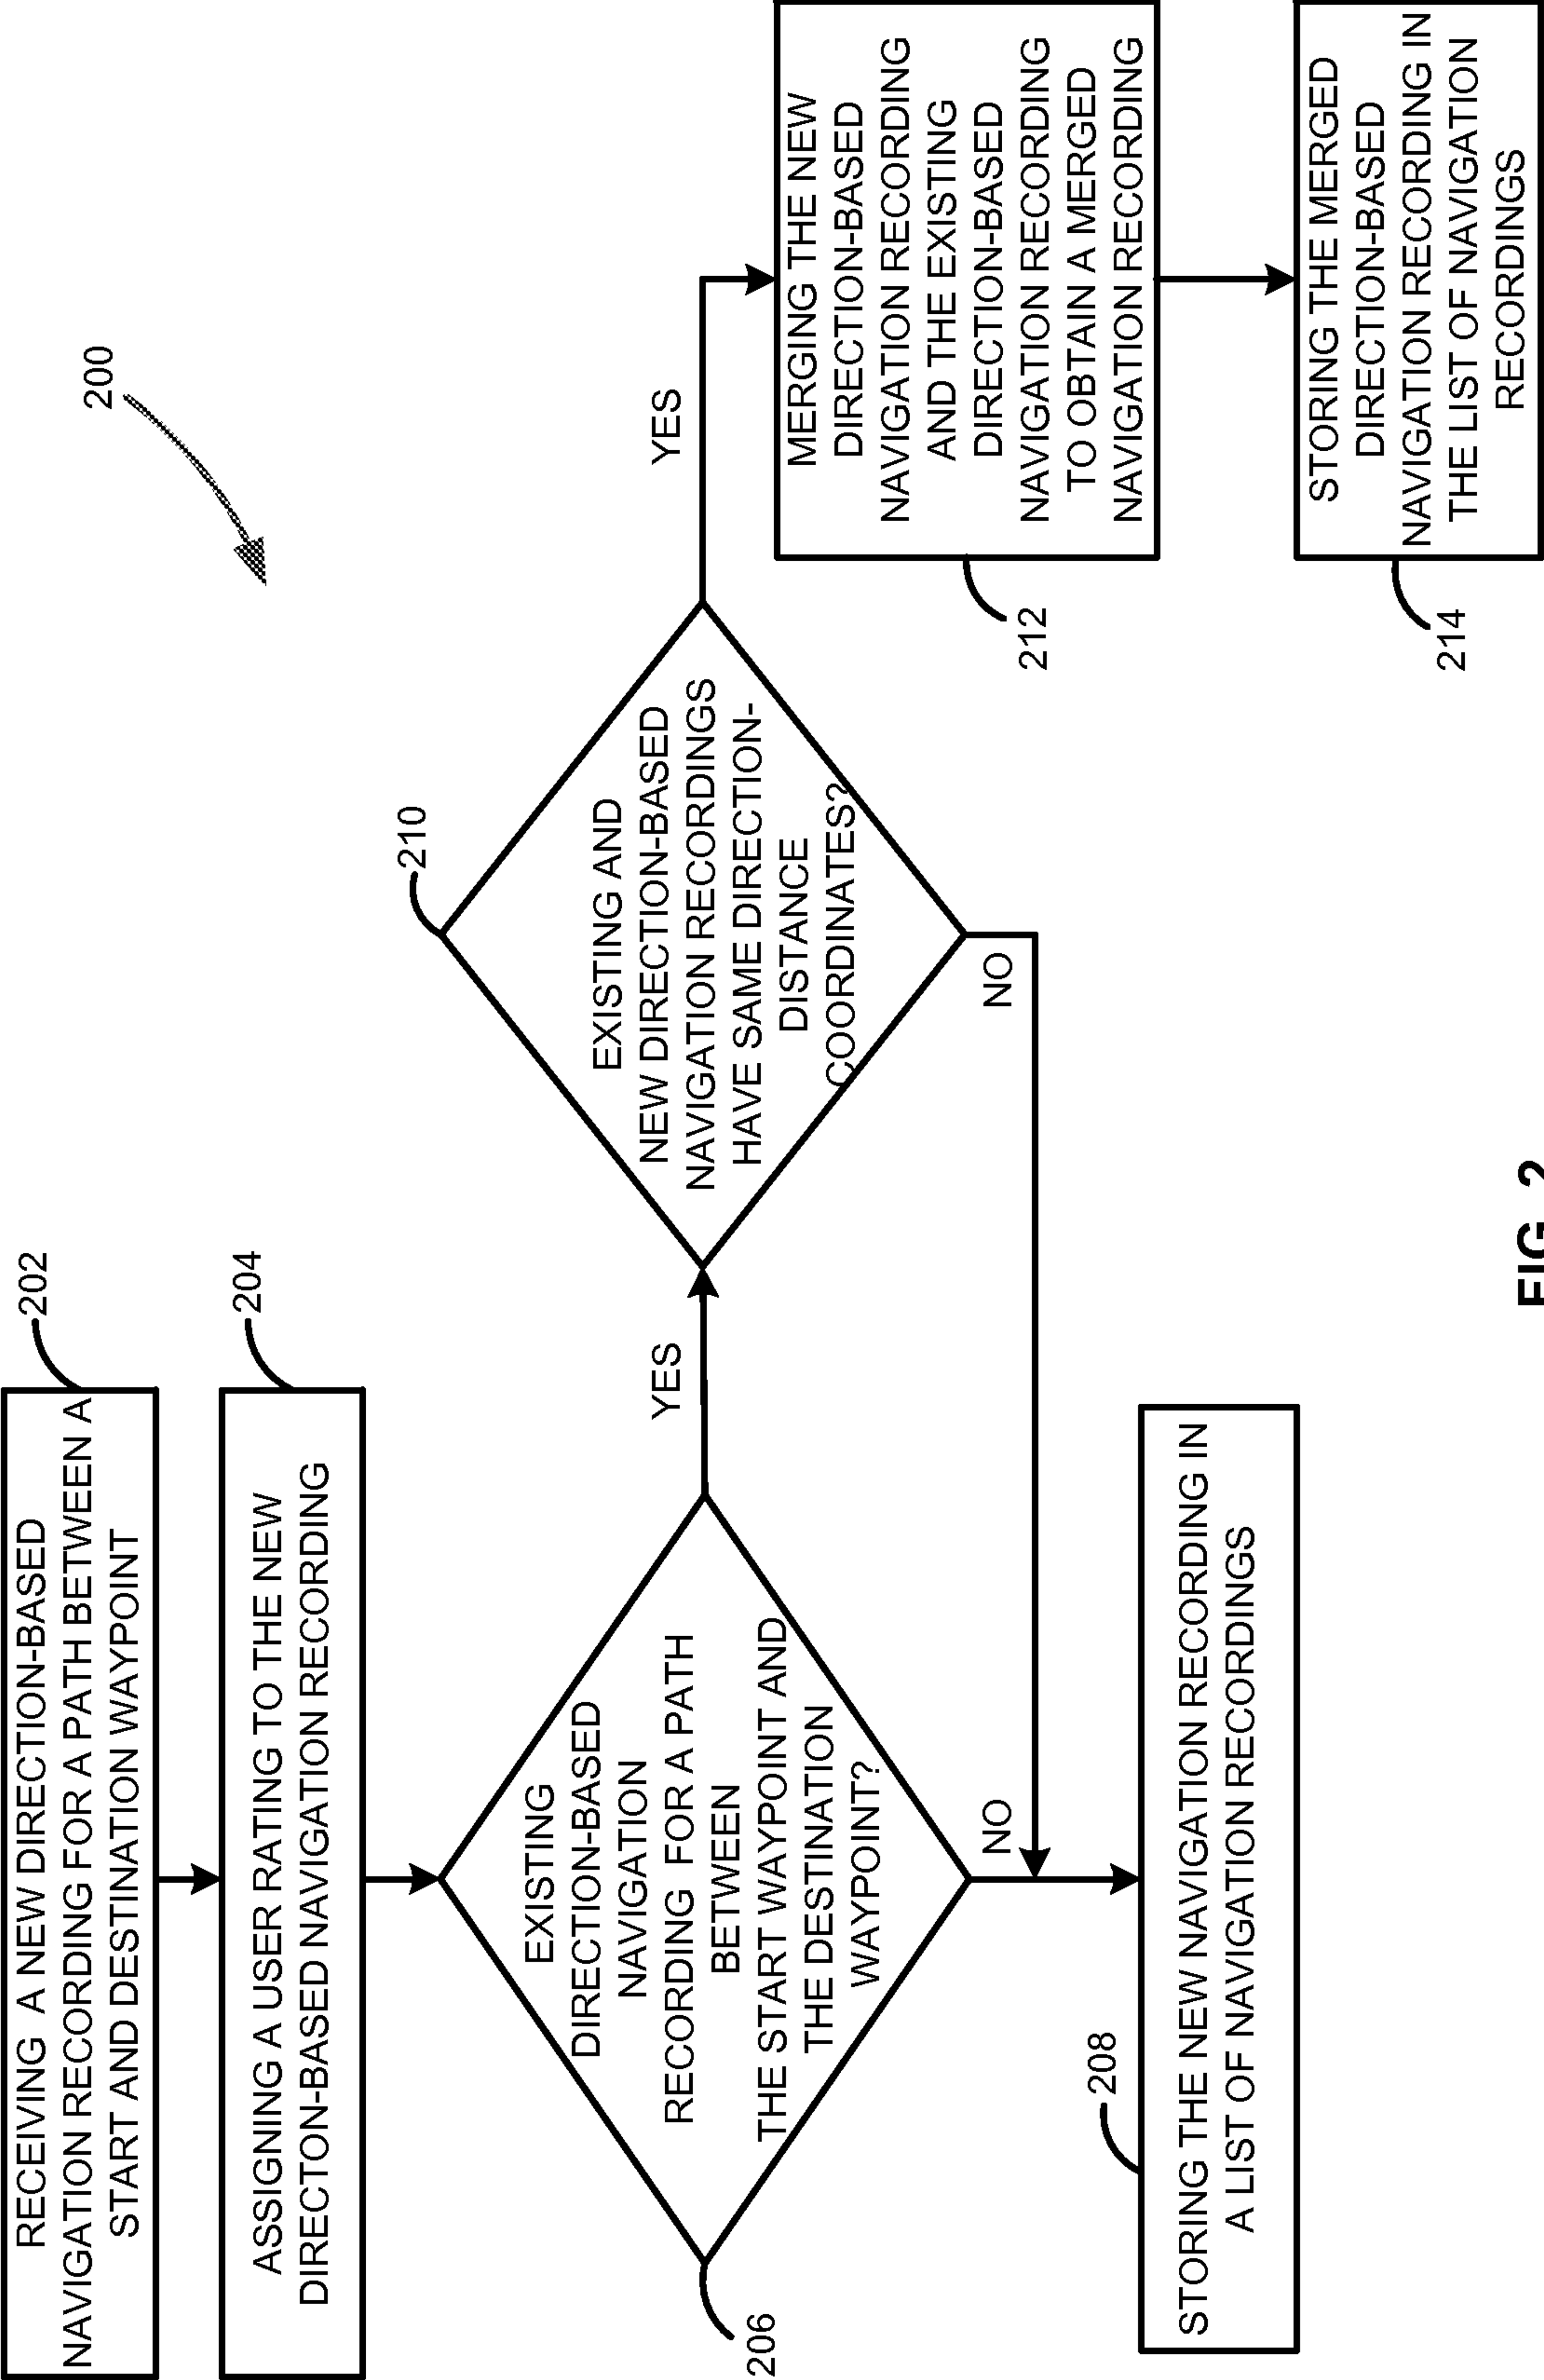 200
202
RECEIVING A NEW DIRECTION-BASED
NAVIGATION RECORDING FOR A PATH BETWEEN A
START AND DESTINATION WAYPOINT
204
ASSIGNING A USER RATING TO THE NEW
DIRECTON-BASED NAVIGATION RECORDING
206
EXISTING
DIRECTION-BASED
NAVIGATION
RECORDING FOR A PATH
BETWEEN
THE START WAYPOINT AND
THE DESTINATION
WAYPOINT?
YES
NO
210
EXISTING AND
NEW DIRECTION-BASED
NAVIGATION RECORDINGS
HAVE SAME DIRECTION-
DISTANCE
COORDINATES?
YES
NO
208
STORING THE NEW NAVIGATION RECORDING IN
A LIST OF NAVIGATION RECORDINGS
MERGING THE NEW
DIRECTION-BASED
NAVIGATION RECORDING
AND THE EXISTING
DIRECTION-BASED
NAVIGATION RECORDING
TO OBTAIN A MERGED
NAVIGATION RECORDING
212
STORING THE MERGED
DIRECTION-BASED
NAVIGATION RECORDING IN
THE LIST OF NAVIGATION
RECORDINGS
214
FIG. 2